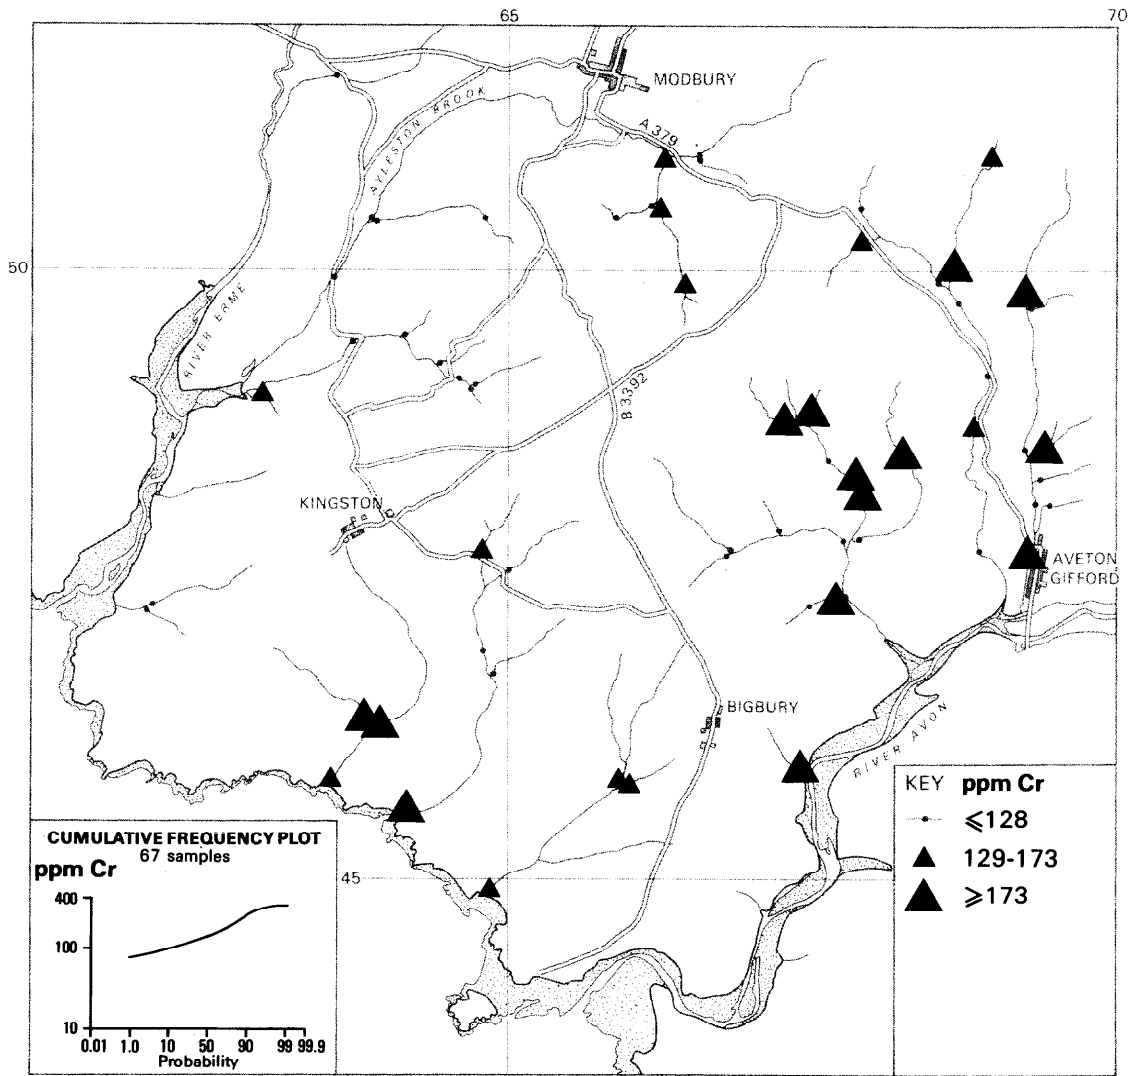 65
70
MODBURY
AYLESTON BROOK
A 379
50
RIVER ERME
B 3392
KINGSTON
AVETON
GIFFORD
BIGBURY
RIVER AVON
KEY ppm Cr
⩽128
129-173
⩾173
45
CUMULATIVE FREQUENCY PLOT
67 samples
ppm Cr
400
100
10
0.01 1.0 10 50 90 99 99.9
Probability